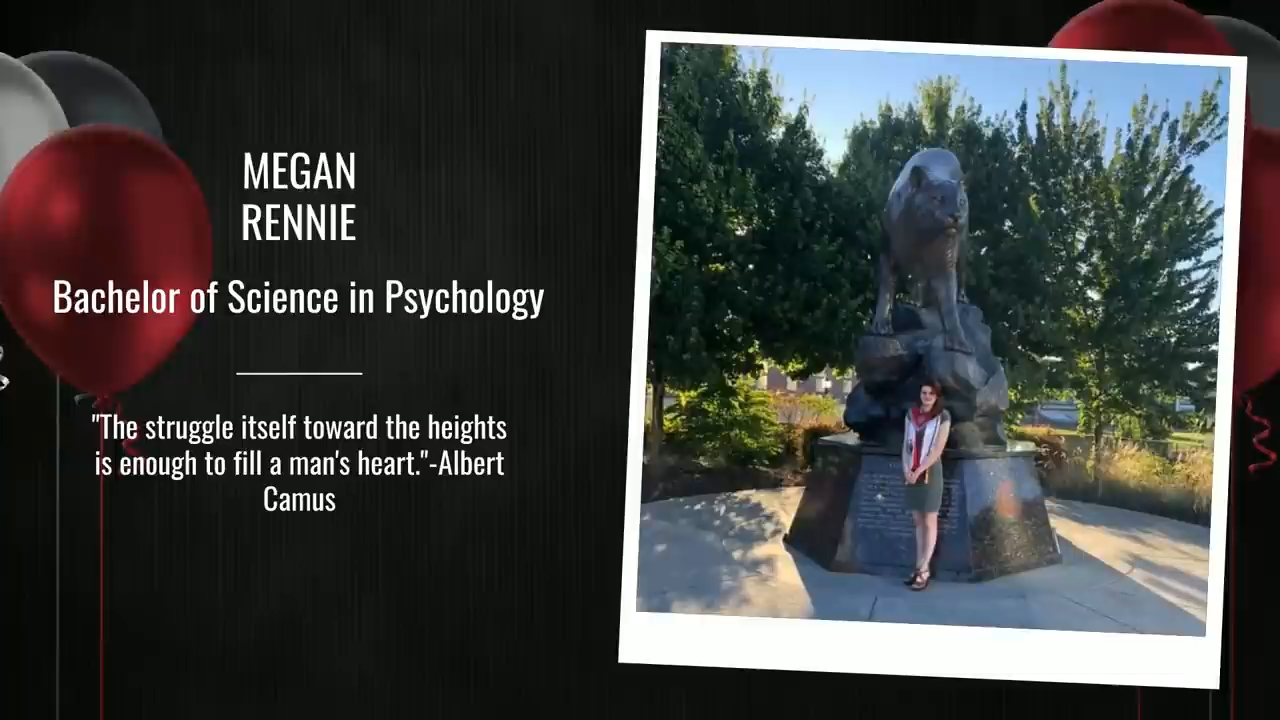 MEGAN
RENNIE
Bachelor of Science in Psychology
"The struggle itself toward the heights
is enough to fill a man's heart."-Albert
Camus